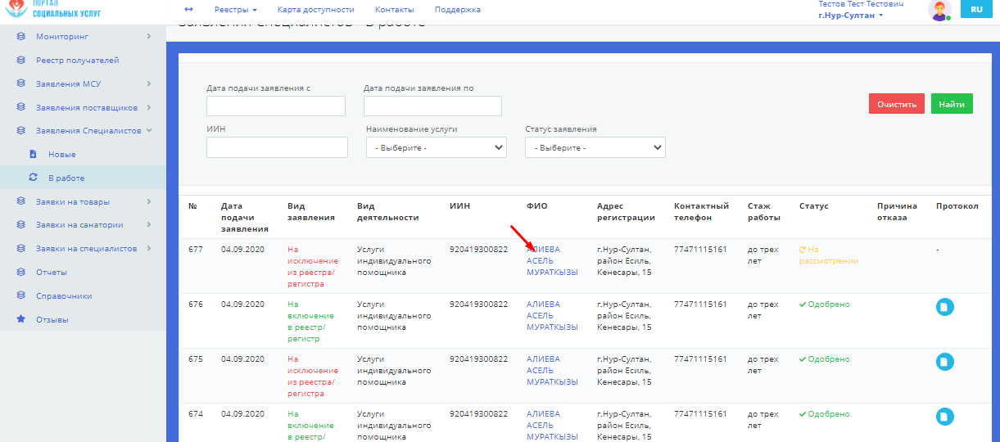 ПОРТАЛ
СОЦИАЛЬНЫХ УСЛУГ
Реестры
Карта доступности
Контакты
Поддержка
Тестов Тест Тестович
г.Нур-Султан
RU
Заявления Специалистов - В работе
Мониторинг
Реестр получателей
Заявления МСУ
Заявления поставщиков
Заявления Специалистов
Новые
В работе
Заявки на товары
Заявки на санатории
Заявки на специалистов
Отчеты
Справочники
Отзывы
Дата подачи заявления с
Дата подачи заявления по
Очистить
Найти
ИИН
Наименование услуги
Статус заявления
- Выберите -
- Выберите -
№
Дата
подачи
заявления
Вид
заявления
Вид
деятельности
ИИН
ФИО
Адрес
регистрации
Контактный
телефон
Стаж
работы
Статус
Причина
отказа
Протокол
677
04.09.2020
На
исключение
из реестра/
регистра
Услуги
индивидуального
помощника
920419300822
АЛИЕВА
АСЕЛЬ
МУРАТКЫЗЫ
г.Нур-Султан,
район Есиль,
Кенесары, 15
77471115161
до трех
лет
На
рассмотрении
-
676
04.09.2020
На
включение
в реестр/
регистр
Услуги
индивидуального
помощника
920419300822
АЛИЕВА
АСЕЛЬ
МУРАТКЫЗЫ
г.Нур-Султан,
район Есиль,
Кенесары, 15
77471115161
до трех
лет
Одобрено
675
04.09.2020
На
исключение
из реестра/
регистра
Услуги
индивидуального
помощника
920419300822
АЛИЕВА
АСЕЛЬ
МУРАТКЫЗЫ
г.Нур-Султан,
район Есиль,
Кенесары, 15
77471115161
до трех
лет
Одобрено
674
04.09.2020
На
включение
в реестр/
Услуги
индивидуального
помощника
920419300822
АЛИЕВА
АСЕЛЬ
МУРАТКЫЗЫ
г.Нур-Султан,
район Есиль,
Кенесары, 15
77471115161
до трех
лет
Одобрено